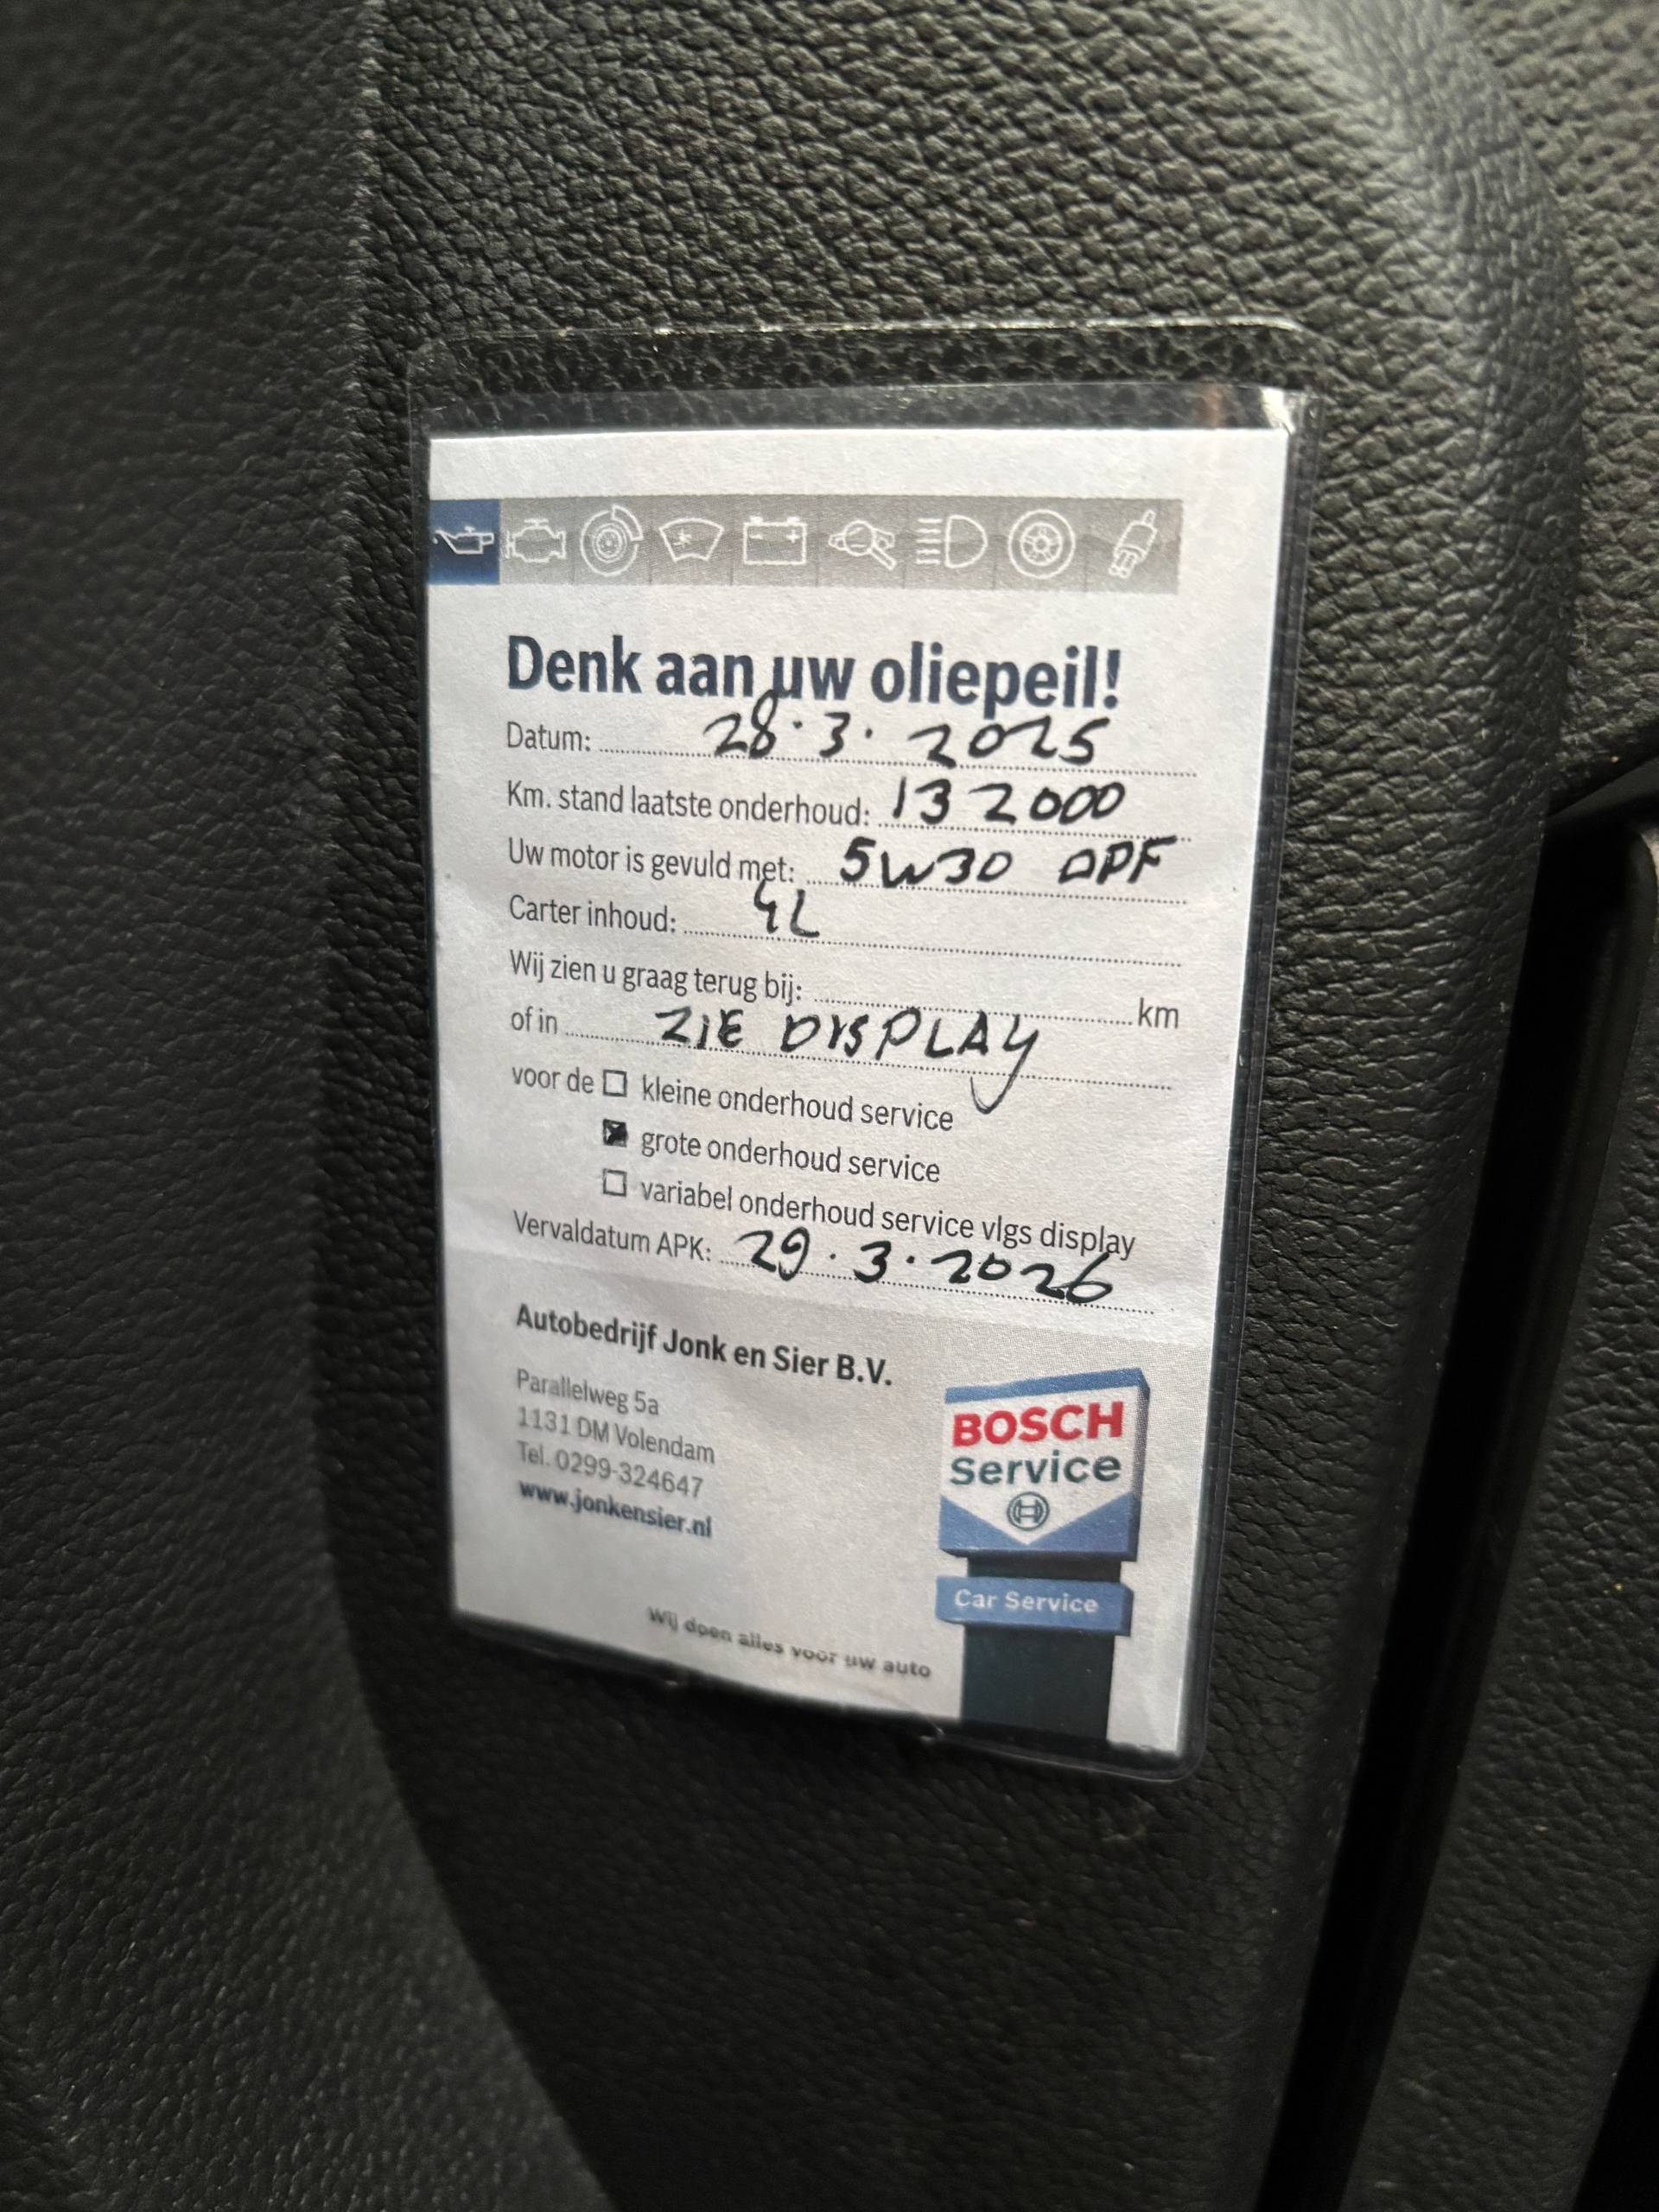 Denk aan uw oliepeil!
Datum: 28.3.2025
Km. stand laatste onderhoud: 132000
Uw motor is gevuld met: 5W30 DPF
Carter inhoud: 4L
Wij zien u graag terug bij: km
of in ZIE DISPLAY
voor de kleine onderhoud service
grote onderhoud service
variabel onderhoud service vlgs display
Vervaldatum APK: 29.3.2026
Autobedrijf Jonk en Sier B.V.
Parallelweg 5a
1131 DM Volendam
Tel. 0299-324647
www.jonkensier.nl
BOSCH
Service
Car Service
Wij doen alles voor uw auto